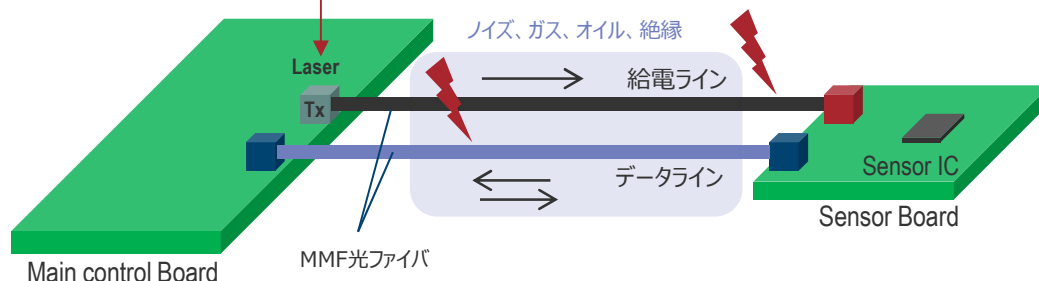 ノイズ、ガス、オイル、絶縁
Laser
給電ライン
Tx
Sensor IC
データライン
Sensor Board
MMF光ファイバ
Main control Board